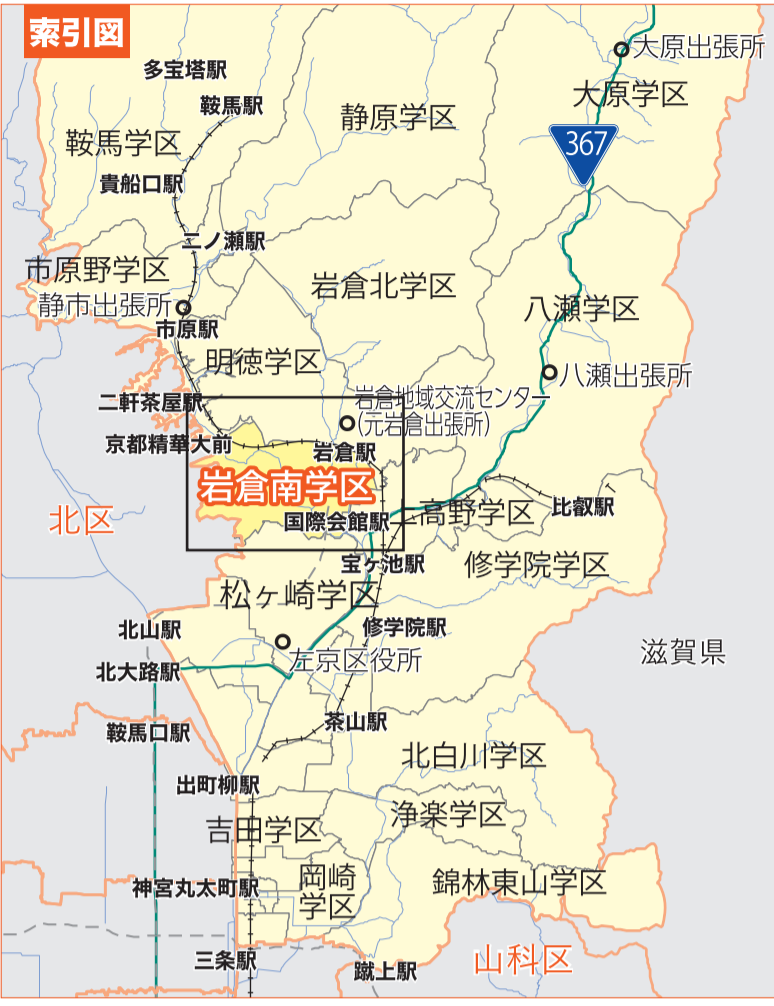 索引図
大原出張所
多宝塔駅
大原学区
鞍馬駅
静原学区
鞍馬学区
367
貴船口駅
二ノ瀬駅
市原野学区
岩倉北学区
静市出張所
八瀬学区
市原駅
明徳学区
八瀬出張所
二軒茶屋駅
岩倉地域交流センター
(元岩倉出張所)
京都精華大前
岩倉駅
岩倉南学区
北区
国際会館駅
上高野学区
比叡駅
宝ヶ池駅
修学院学区
松ヶ崎学区
北山駅
修学院駅
左京区役所
滋賀県
北大路駅
茶山駅
鞍馬口駅
北白川学区
出町柳駅
浄楽学区
吉田学区
神宮丸太町駅
岡崎
学区
錦林東山学区
三条駅
蹴上駅
山科区